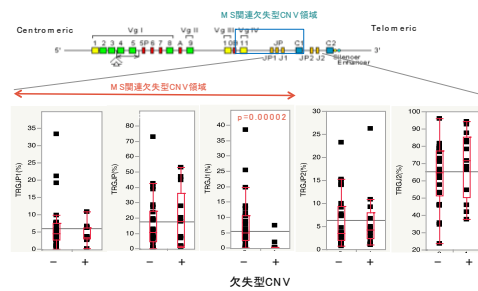 MS関連欠失型CNV領域
Centromeric
Telomeric
Vg I Vg II Vg III Vg IV JP C1 C2
1 2 3 4 5 5P 6 7 8 A 9 10 B 11
5' 3'
JP1 J1 JP2 J2
Silencer
Enhancer
MS関連欠失型CNV領域
p=0.00002
TRGJP1(%)
35
30
25
20
15
10
5
0
− +
TRGJP(%)
80
70
60
50
40
30
20
10
0
− +
TRGJ1(%)
40
30
20
10
0
− +
TRGJP2(%)
30
25
20
15
10
5
0
− +
TRGJ2(%)
100
90
80
70
60
50
40
30
20
− +
欠失型CNV